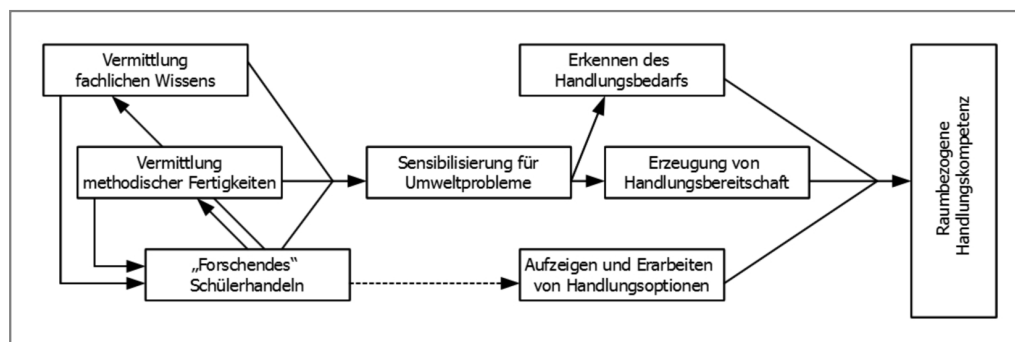 Vermittlung
fachlichen Wissens
Erkennen des
Handlungsbedarfs
Vermittlung
methodischer Fertigkeiten
Sensibilisierung für
Umweltprobleme
Erzeugung von
Handlungsbereitschaft
„Forschendes“
Schülerhandeln
Aufzeigen und Erarbeiten
von Handlungsoptionen
Raumbezogene
Handlungskompetenz